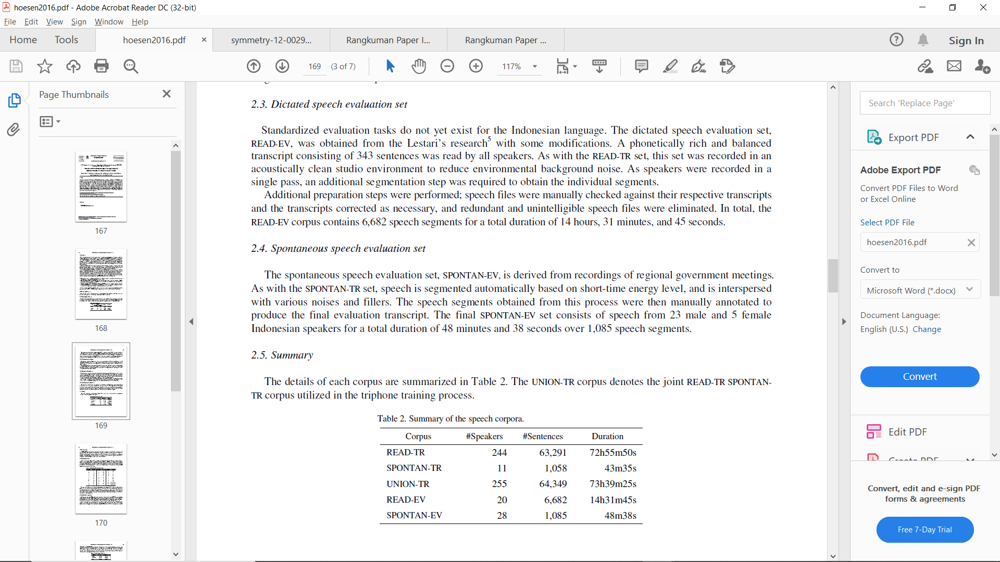 hoesen2016.pdf - Adobe Acrobat Reader DC (32-bit)
File Edit View Sign Window Help
Home Tools hoesen2016.pdf symmetry-12-0029... Rangkuman Paper I... Rangkuman Paper ... Sign In
169 (3 of 7) 117%
Page Thumbnails
167
168
169
170
2.3. Dictated speech evaluation set
Standardized evaluation tasks do not yet exist for the Indonesian language. The dictated speech evaluation set,
READ-EV, was obtained from the Lestari's research5 with some modifications. A phonetically rich and balanced
transcript consisting of 343 sentences was read by all speakers. As with the READ-TR set, this set was recorded in an
acoustically clean studio environment to reduce environmental background noise. As speakers were recorded in a
single pass, an additional segmentation step was required to obtain the individual segments.
Additional preparation steps were performed; speech files were manually checked against their respective transcripts
and the transcripts corrected as necessary, and redundant and unintelligible speech files were eliminated. In total, the
READ-EV corpus contains 6,682 speech segments for a total duration of 14 hours, 31 minutes, and 45 seconds.
2.4. Spontaneous speech evaluation set
The spontaneous speech evaluation set, SPONTAN-EV, is derived from recordings of regional government meetings.
As with the SPONTAN-TR set, speech is segmented automatically based on short-time energy level, and is interspersed
with various noises and fillers. The speech segments obtained from this process were then manually annotated to
produce the final evaluation transcript. The final SPONTAN-EV set consists of speech from 23 male and 5 female
Indonesian speakers for a total duration of 48 minutes and 38 seconds over 1,085 speech segments.
2.5. Summary
The details of each corpus are summarized in Table 2. The UNION-TR corpus denotes the joint READ-TR SPONTAN-
TR corpus utilized in the triphone training process.
Table 2. Summary of the speech corpora.
Corpus #Speakers #Sentences Duration
READ-TR 244 63,291 72h55m50s
SPONTAN-TR 11 1,058 43m35s
UNION-TR 255 64,349 73h39m25s
READ-EV 20 6,682 14h31m45s
SPONTAN-EV 28 1,085 48m38s
Search 'Replace Page'
Export PDF
Adobe Export PDF
Convert PDF Files to Word
or Excel Online
Select PDF File
hoesen2016.pdf
Convert to
Microsoft Word (*.docx)
Document Language:
English (U.S.) Change
Convert
Edit PDF
Create PDF
Convert, edit and e-sign PDF
forms & agreements
Free 7-Day Trial